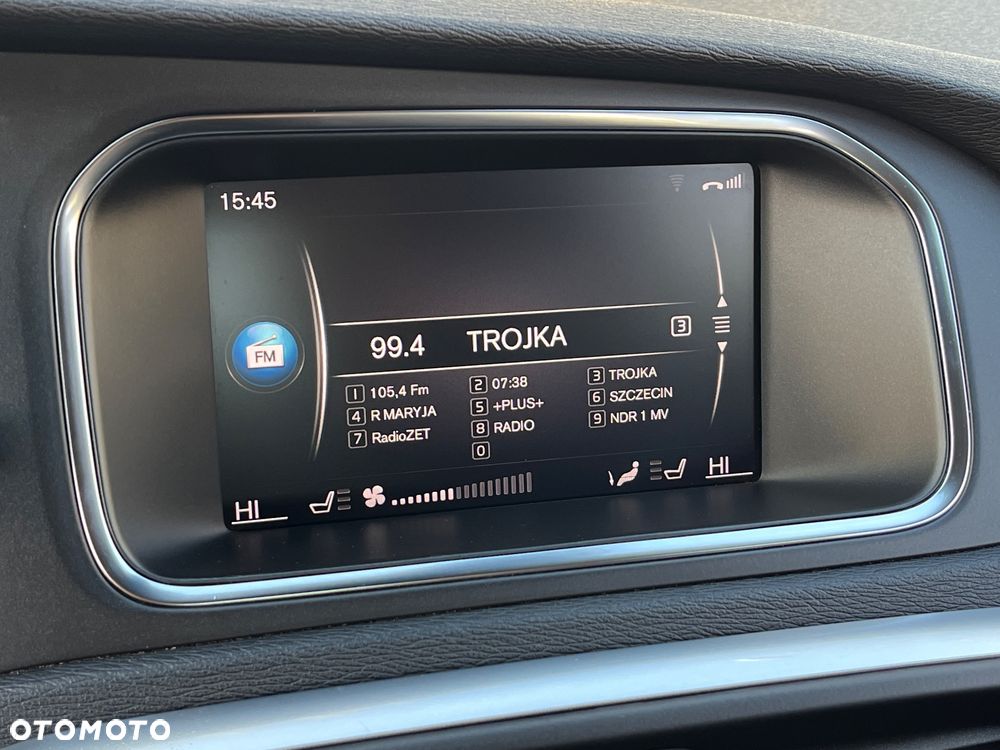 15:45
FM
99.4 TROJKA 3
1 105,4 Fm 2 07:38 3 TROJKA
4 R MARYJA 5 +PLUS+ 6 SZCZECIN
7 RadioZET 8 RADIO 9 NDR 1 MV
0
HI HI
OTOMOTO